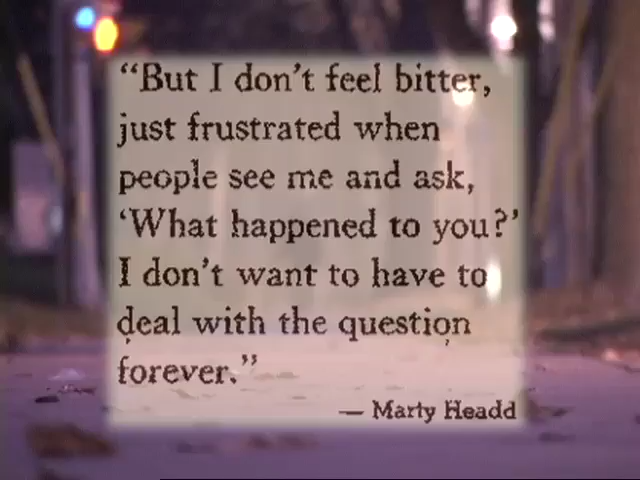 “But I don’t feel bitter,
just frustrated when
people see me and ask,
‘What happened to you?’
I don’t want to have to
deal with the question
forever.”
— Marty Headd